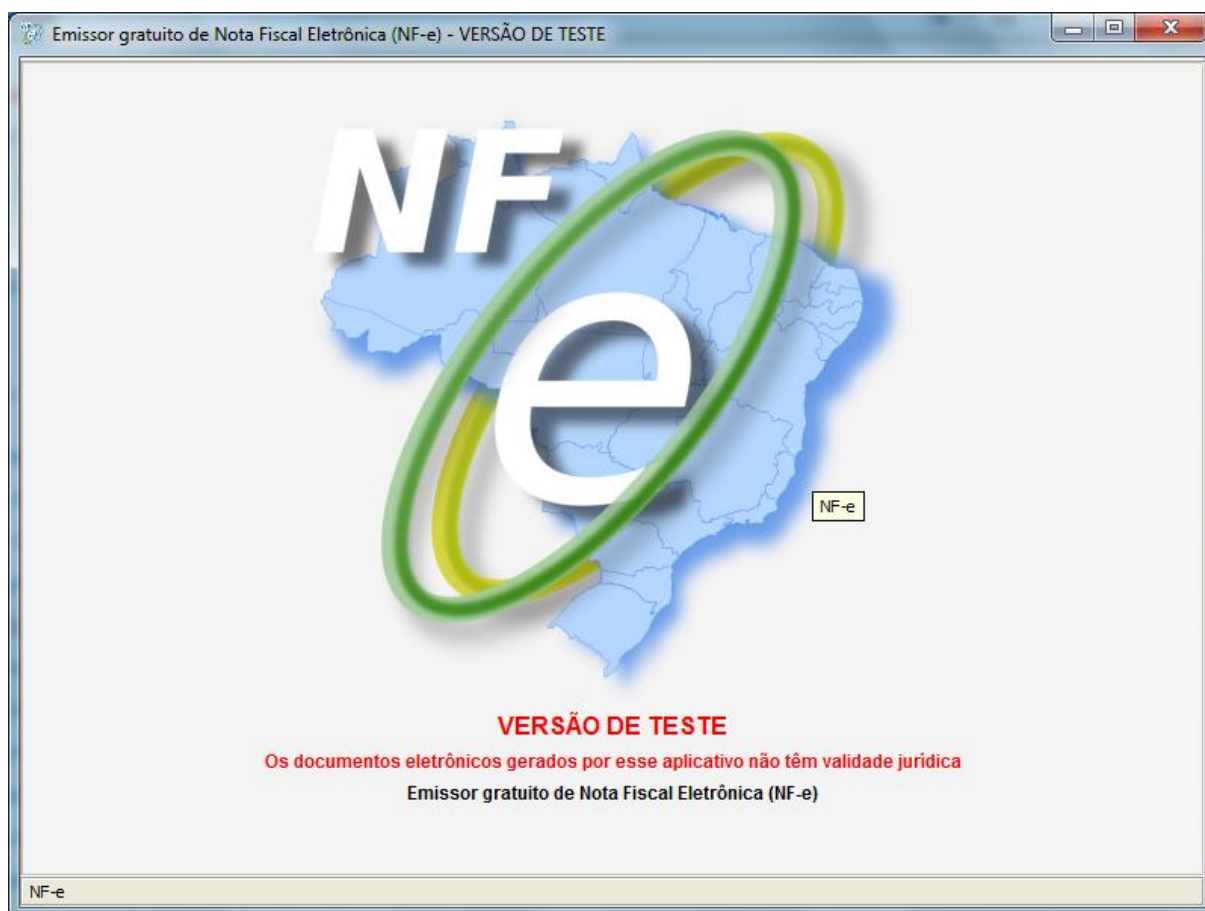 Emissor gratuito de Nota Fiscal Eletrônica (NF-e) - VERSÃO DE TESTE
NF
e
NF-e
VERSÃO DE TESTE
Os documentos eletrônicos gerados por esse aplicativo não têm validade jurídica
Emissor gratuito de Nota Fiscal Eletrônica (NF-e)
NF-e